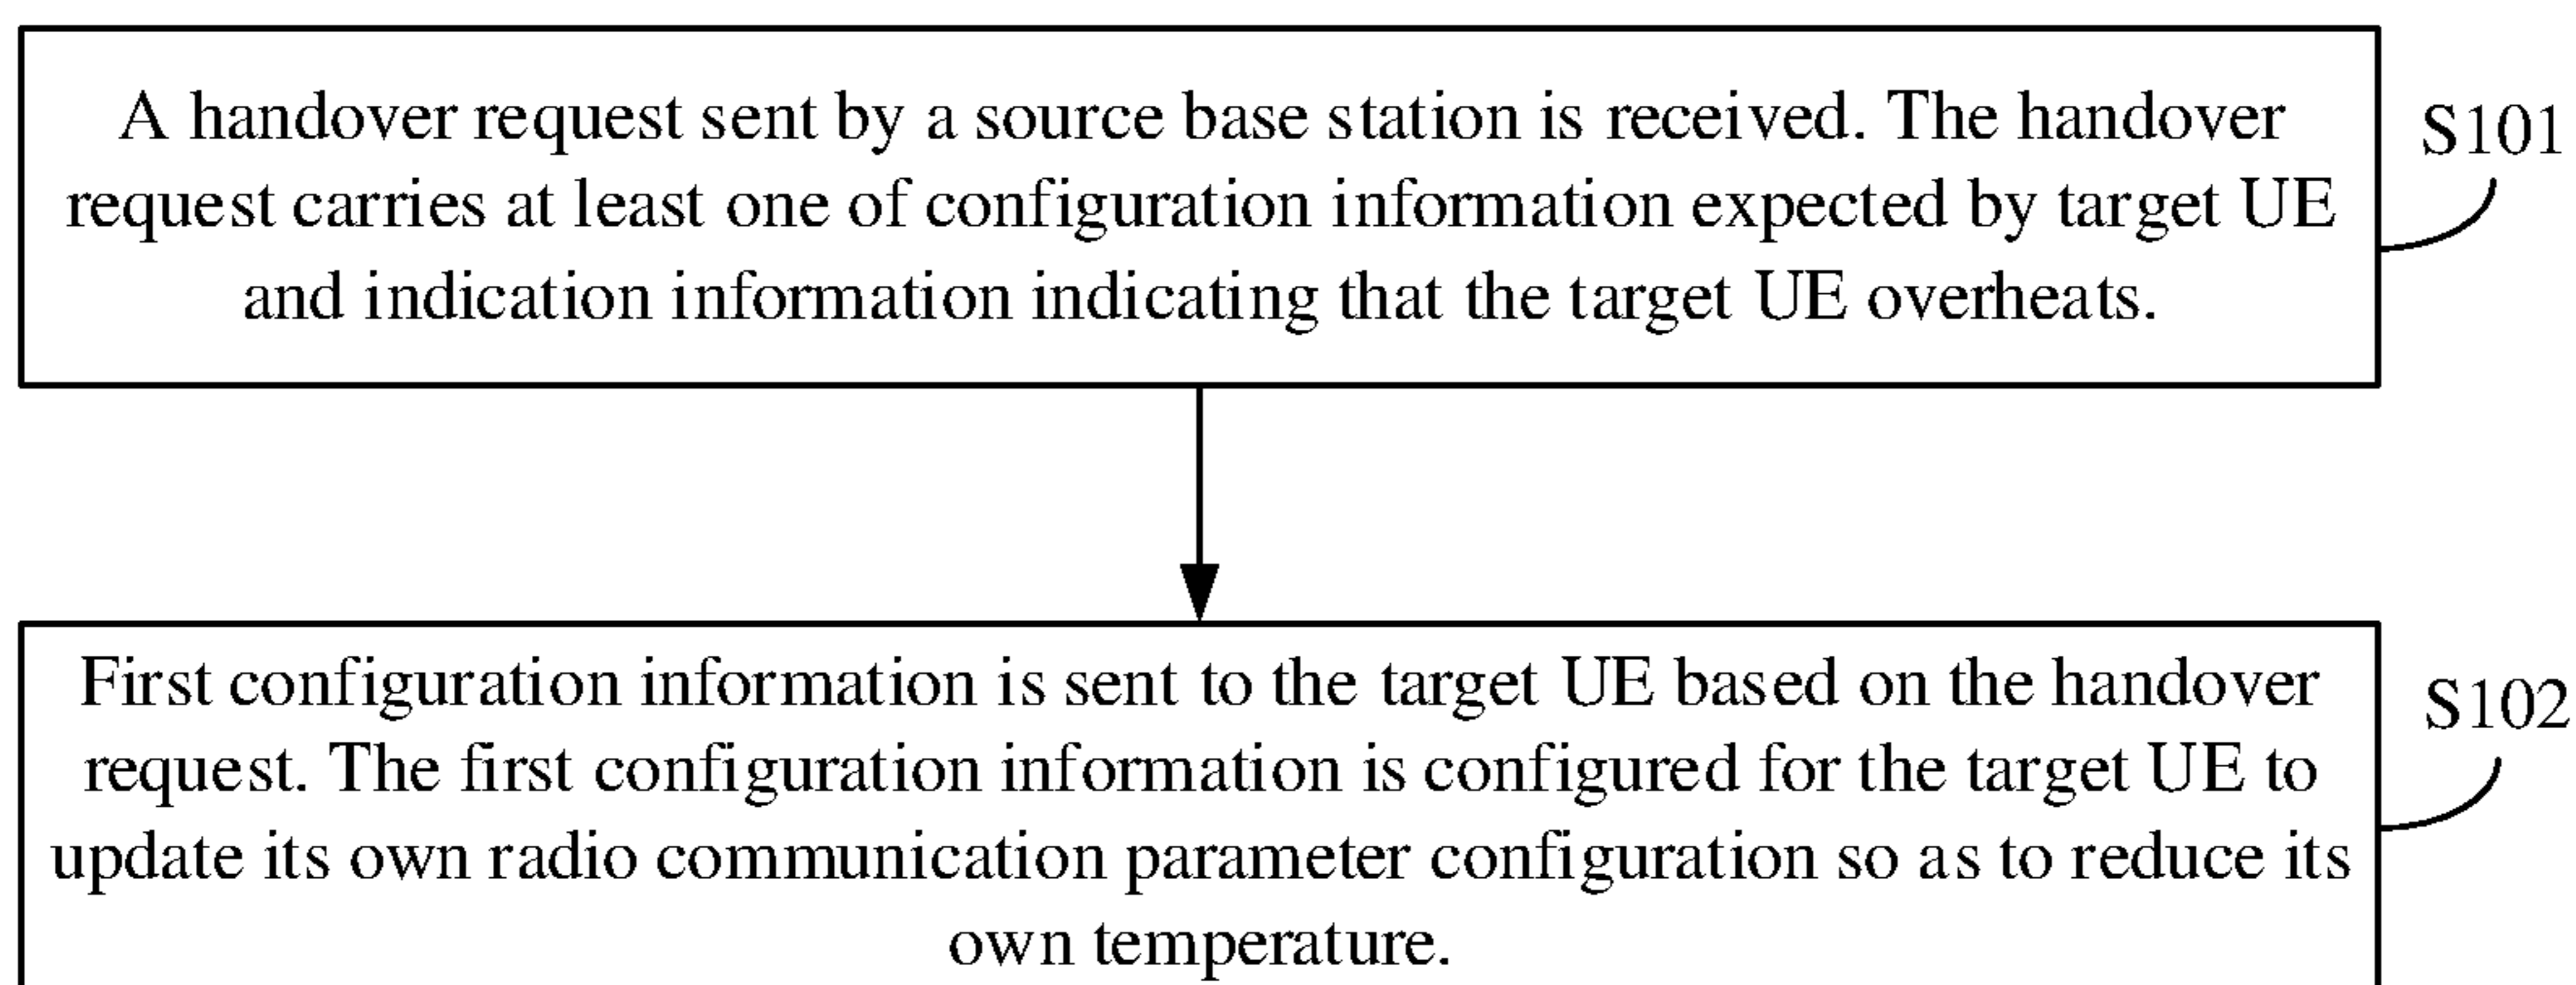 A handover request sent by a source base station is received. The handover
request carries at least one of configuration information expected by target UE
and indication information indicating that the target UE overheats.
S101
First configuration information is sent to the target UE based on the handover
request. The first configuration information is configured for the target UE to
update its own radio communication parameter configuration so as to reduce its
own temperature.
S102